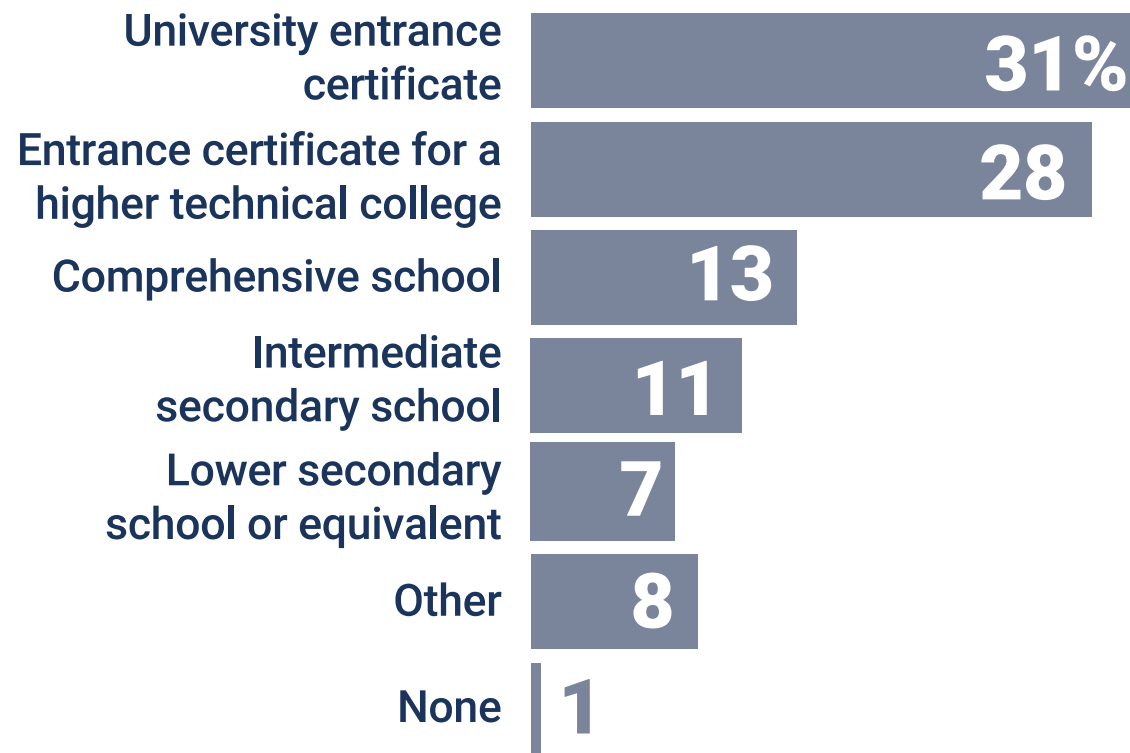 University entrance
certificate
31%
Entrance certificate for a
higher technical college
28
Comprehensive school
13
Intermediate
secondary school
11
Lower secondary
school or equivalent
7
Other
8
None
1